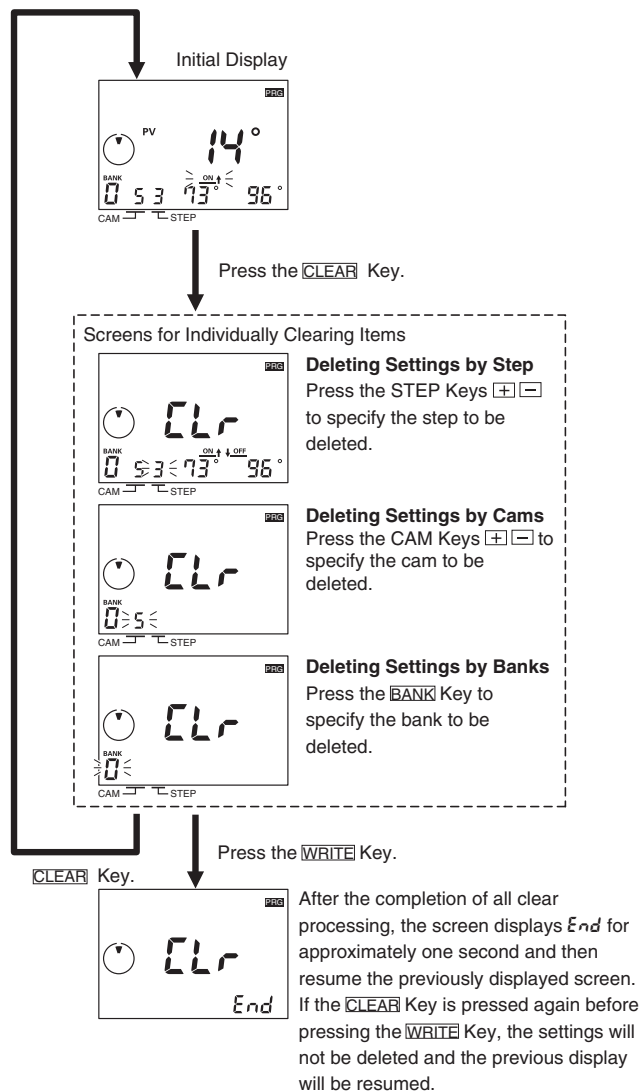 Initial Display
PRG
PV
14°
ON
BANK
0 5 3 73° 96°
CAM STEP
Press the CLEAR Key.
Screens for Individually Clearing Items
PRG
CLr
BANK
ON OFF
0 5 3 73° 96°
CAM STEP
Deleting Settings by Step
Press the STEP Keys + −
to specify the step to be
deleted.
PRG
CLr
BANK
0 5
CAM STEP
Deleting Settings by Cams
Press the CAM Keys + − to
specify the cam to be
deleted.
PRG
CLr
BANK
0
CAM STEP
Deleting Settings by Banks
Press the BANK Key to
specify the bank to be
deleted.
Press the WRITE Key.
CLEAR Key.
PRG
CLr
End
After the completion of all clear
processing, the screen displays End for
approximately one second and then
resume the previously displayed screen.
If the CLEAR Key is pressed again before
pressing the WRITE Key, the settings will
not be deleted and the previous display
will be resumed.